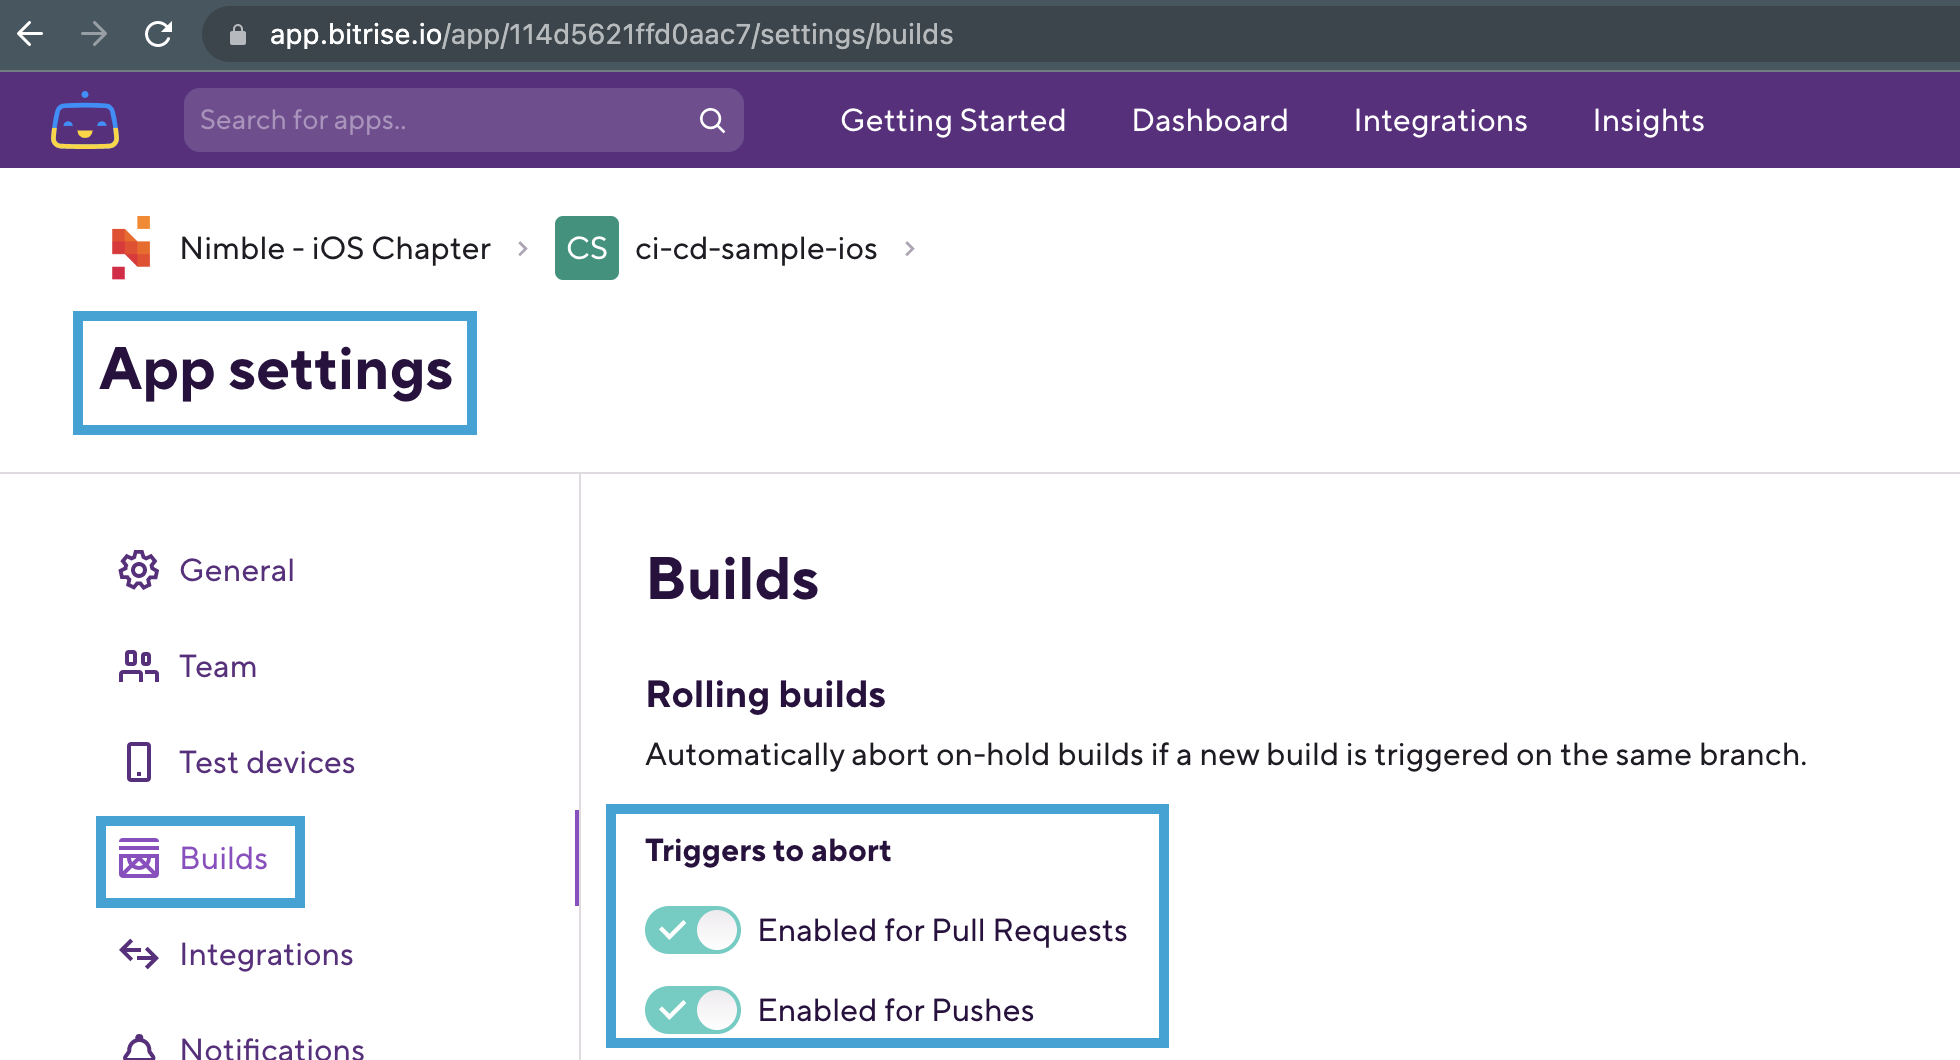 app.bitrise.io/app/114d5621ffd0aac7/settings/builds
Search for apps..
Getting Started Dashboard Integrations Insights
Nimble - iOS Chapter > CS ci-cd-sample-ios >
App settings
General
Team
Test devices
Builds
Integrations
Notifications
Builds
Rolling builds
Automatically abort on-hold builds if a new build is triggered on the same branch.
Triggers to abort
Enabled for Pull Requests
Enabled for Pushes